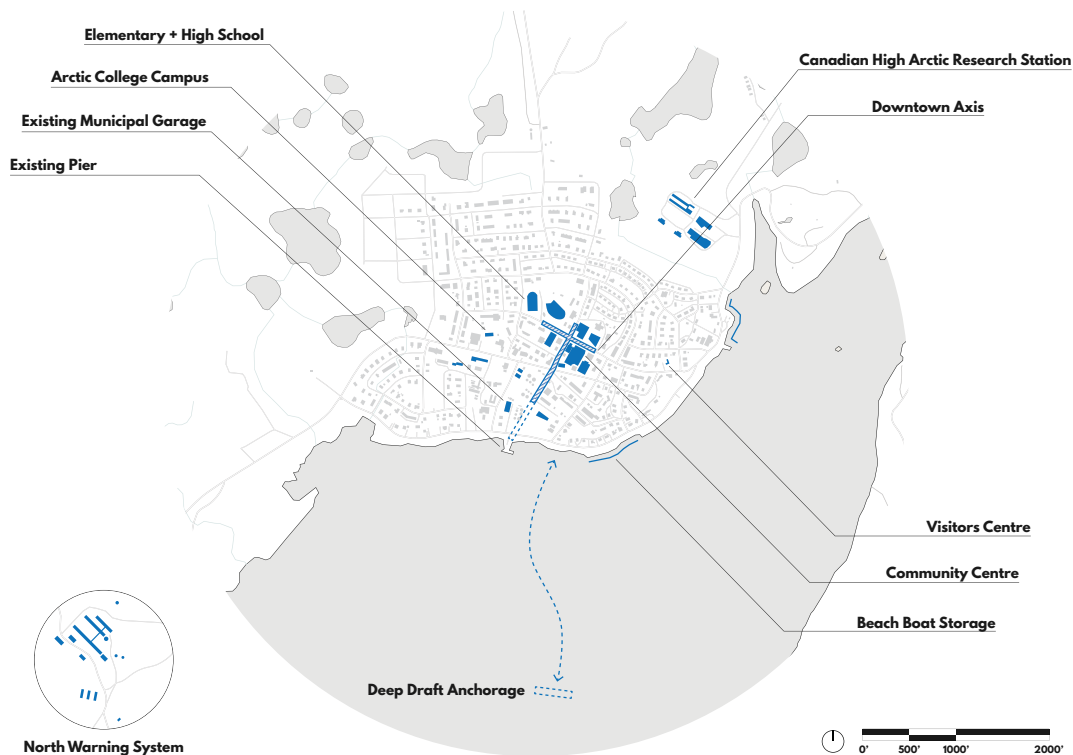 Elementary + High School
Arctic College Campus
Existing Municipal Garage
Existing Pier
Canadian High Arctic Research Station
Downtown Axis
Visitors Centre
Community Centre
Beach Boat Storage
Deep Draft Anchorage
North Warning System
0' 500' 1000' 2000'